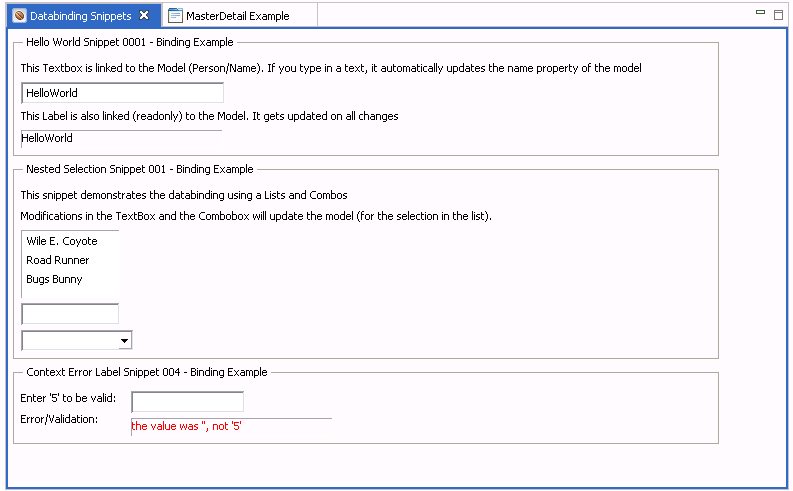 Databinding Snippets
MasterDetail Example
Hello World Snippet 0001 - Binding Example
This Textbox is linked to the Model (Person/Name). If you type in a text, it automatically updates the name property of the model
HelloWorld
This Label is also linked (readonly) to the Model. It gets updated on all changes
HelloWorld
Nested Selection Snippet 001 - Binding Example
This snippet demonstrates the databinding using a Lists and Combos
Modifications in the TextBox and the Combobox will update the model (for the selection in the list).
Wile E. Coyote
Road Runner
Bugs Bunny
Context Error Label Snippet 004 - Binding Example
Enter '5' to be valid:
Error/Validation:
the value was '', not '5'